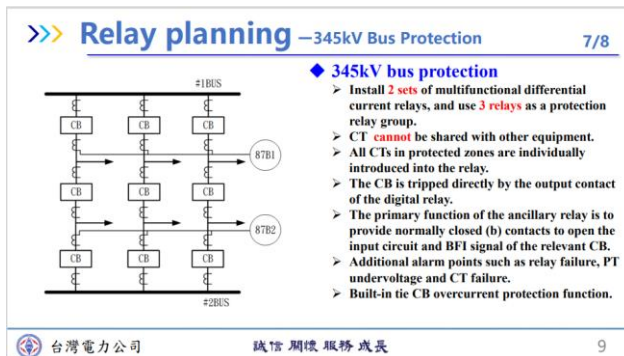 >>> Relay planning –345kV Bus Protection 7/8
◆ 345kV bus protection
➢ Install 2 sets of multifunctional differential
current relays, and use 3 relays as a protection
relay group.
➢ CT cannot be shared with other equipment.
➢ All CTs in protected zones are individually
introduced into the relay.
➢ The CB is tripped directly by the output contact
of the digital relay.
➢ The primary function of the ancillary relay is to
provide normally closed (b) contacts to open the
input circuit and BFI signal of the relevant CB.
➢ Additional alarm points such as relay failure, PT
undervoltage and CT failure.
➢ Built-in tie CB overcurrent protection function.
#1BUS
CB CB CB
87B1
CB CB CB
87B2
CB CB CB
#2BUS
台灣電力公司 誠信 關懷 服務 成長 9